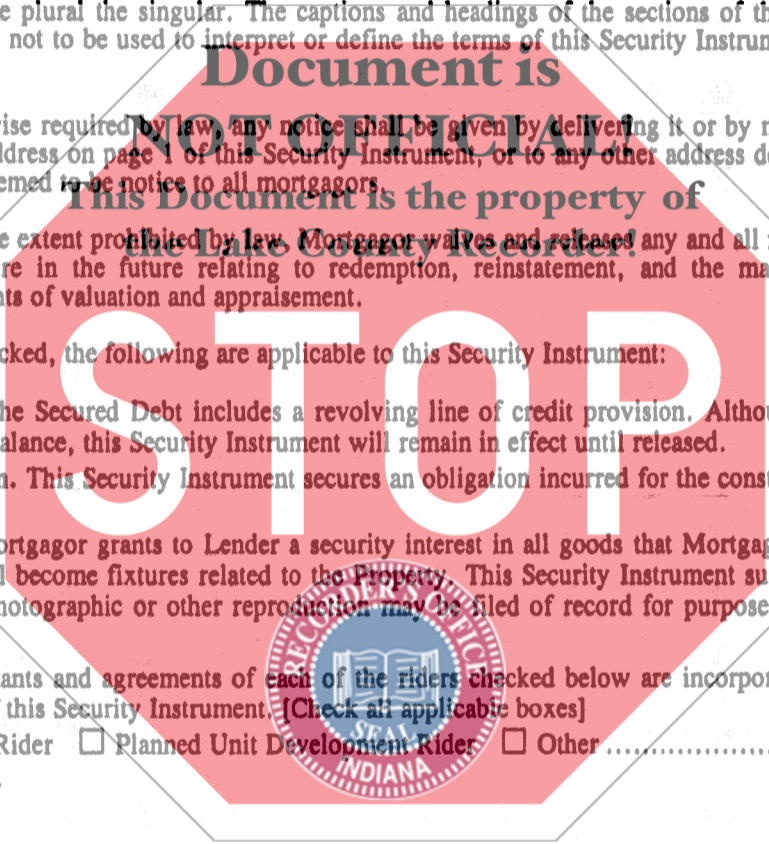 e plural the singular. The captions and headings of the sections of th
not to be used to interpret or define the terms of this Security Instrum
Document is
ise required by law, any notice shall be given by delivering it or by m
NOT OFFICIAL!
ddress on page 1 of this Security Instrument, or to any other address d
emed to be notice to all mortgagors.
This Document is the property of
e extent prohibited by law, Mortgagor waives and released any and all
the Lake County Recorder!
re in the future relating to redemption, reinstatement, and the ma
ts of valuation and appraisement.
STOP
cked, the following are applicable to this Security Instrument:
he Secured Debt includes a revolving line of credit provision. Althou
alance, this Security Instrument will remain in effect until released.
n. This Security Instrument secures an obligation incurred for the const
ortgagor grants to Lender a security interest in all goods that Mortgag
l become fixtures related to the Property. This Security Instrument su
hotographic or other reproduction may be filed of record for purpose
RECORDER'S OFFICE
SEAL
INDIANA
ants and agreements of each of the riders checked below are incorpor
this Security Instrument. [Check all applicable boxes]
Rider ☐ Planned Unit Development Rider ☐ Other ..................